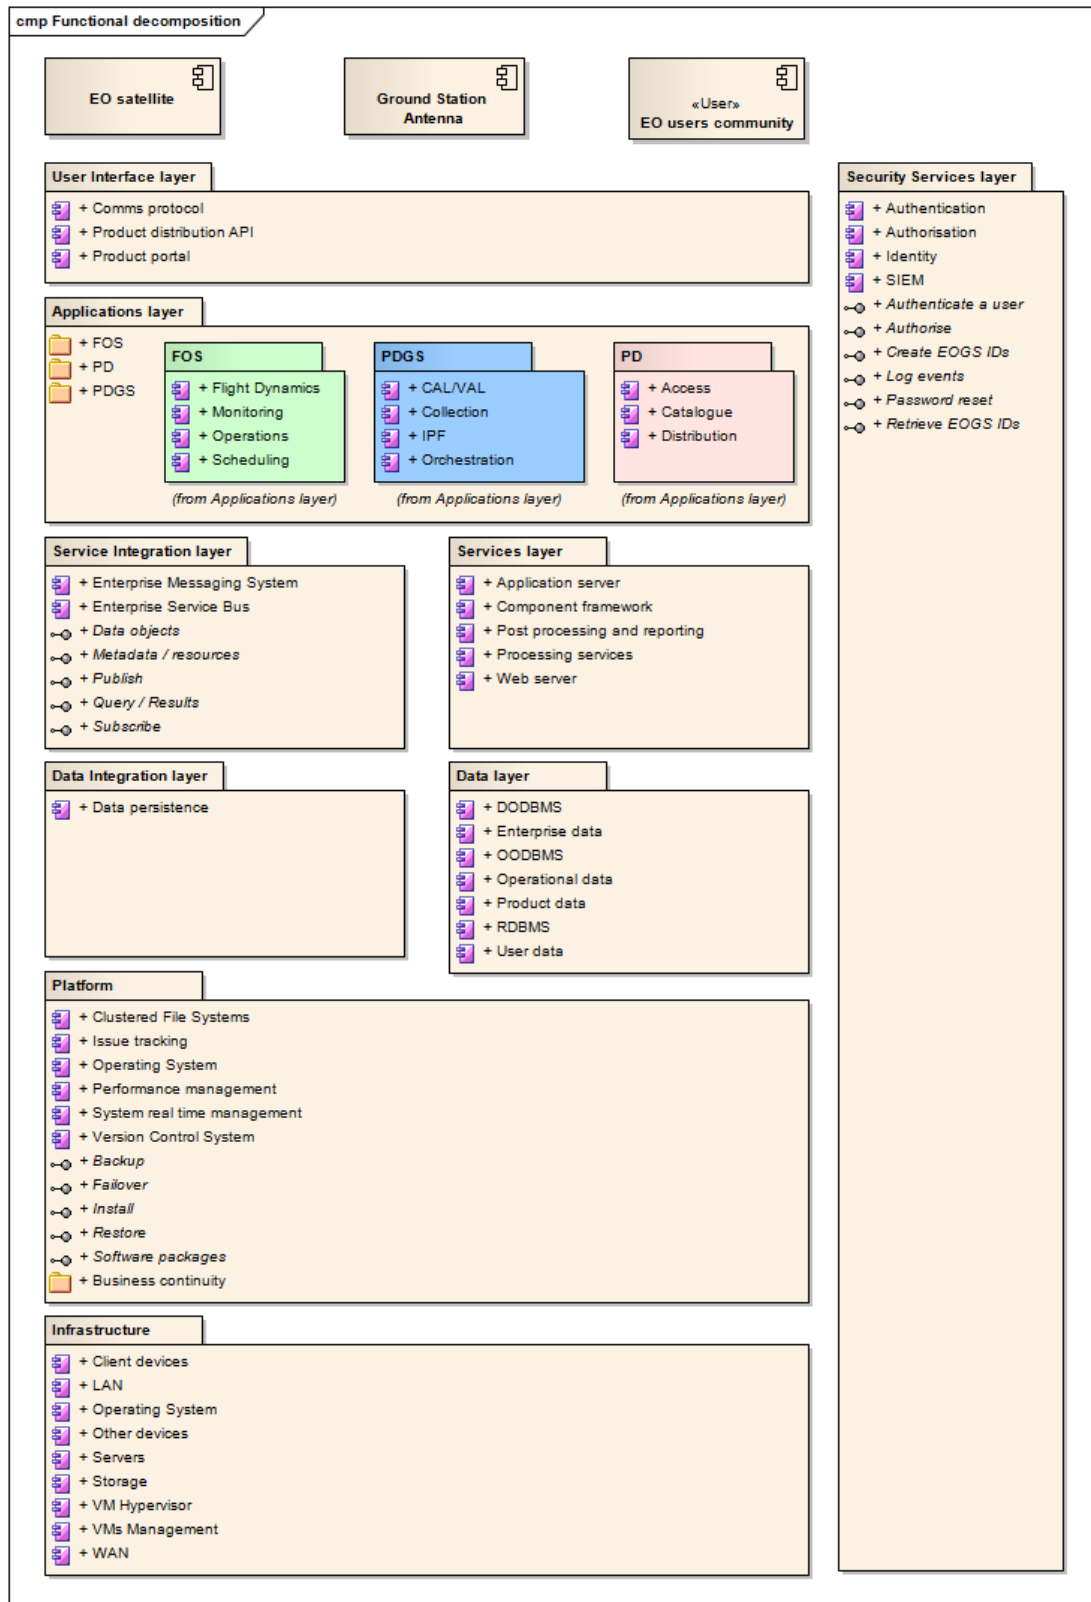 cmp Functional decomposition
EO satellite
Ground Station
Antenna
«User»
EO users community
User Interface layer
+ Comms protocol
+ Product distribution API
+ Product portal
Security Services layer
+ Authentication
+ Authorisation
+ Identity
+ SIEM
+ Authenticate a user
+ Authorise
+ Create EOGS IDs
+ Log events
+ Password reset
+ Retrieve EOGS IDs
Applications layer
+ FOS
+ PD
+ PDGS
FOS
+ Flight Dynamics
+ Monitoring
+ Operations
+ Scheduling
(from Applications layer)
PDGS
+ CAL/VAL
+ Collection
+ IPF
+ Orchestration
(from Applications layer)
PD
+ Access
+ Catalogue
+ Distribution
(from Applications layer)
Service Integration layer
+ Enterprise Messaging System
+ Enterprise Service Bus
+ Data objects
+ Metadata / resources
+ Publish
+ Query / Results
+ Subscribe
Services layer
+ Application server
+ Component framework
+ Post processing and reporting
+ Processing services
+ Web server
Data Integration layer
+ Data persistence
Data layer
+ DODBMS
+ Enterprise data
+ OODBMS
+ Operational data
+ Product data
+ RDBMS
+ User data
Platform
+ Clustered File Systems
+ Issue tracking
+ Operating System
+ Performance management
+ System real time management
+ Version Control System
+ Backup
+ Failover
+ Install
+ Restore
+ Software packages
+ Business continuity
Infrastructure
+ Client devices
+ LAN
+ Operating System
+ Other devices
+ Servers
+ Storage
+ VM Hypervisor
+ VMs Management
+ WAN